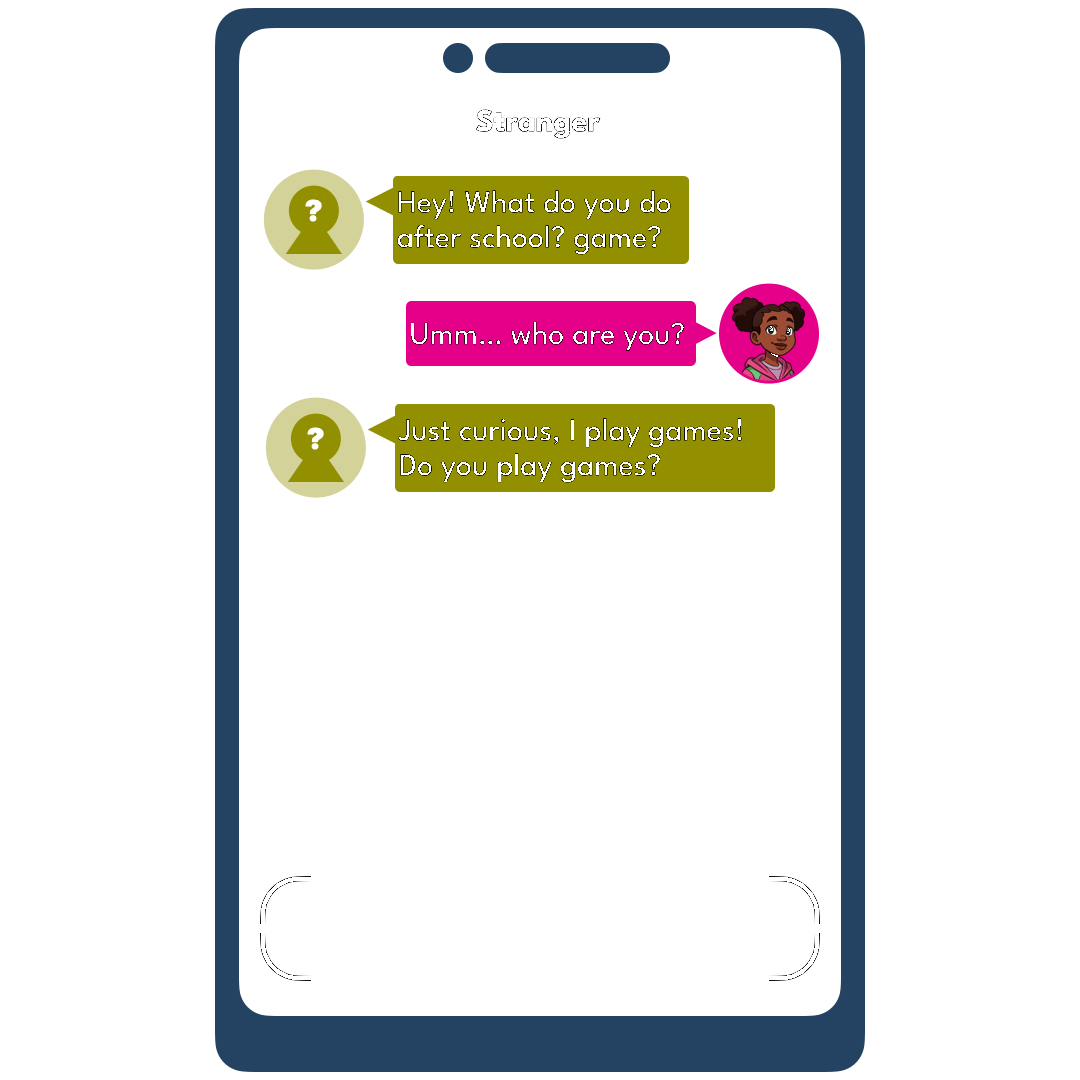 Stranger
?
Hey! What do you do
after school? game?
Umm... who are you?
?
Just curious, I play games!
Do you play games?